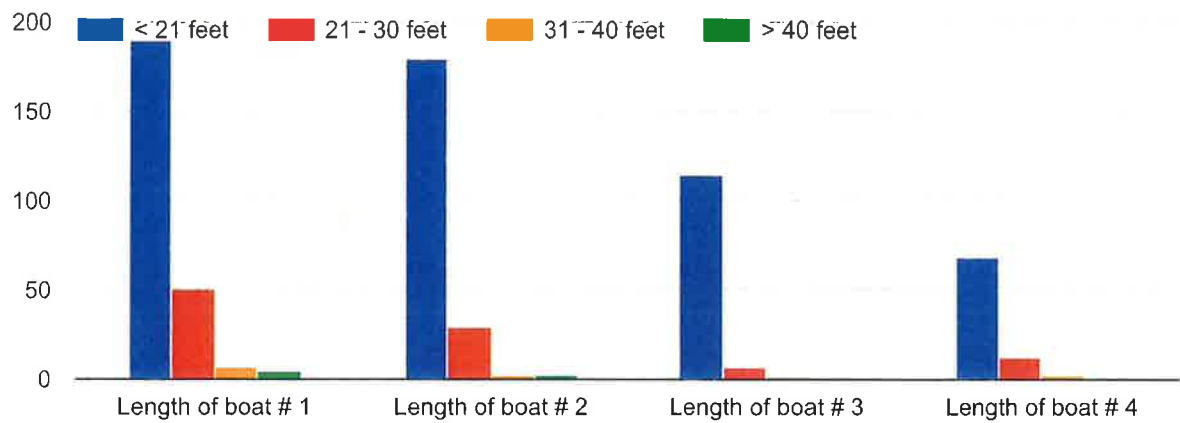 200
< 21 feet 21 - 30 feet 31 - 40 feet > 40 feet
150
100
50
0
Length of boat # 1 Length of boat # 2 Length of boat # 3 Length of boat # 4